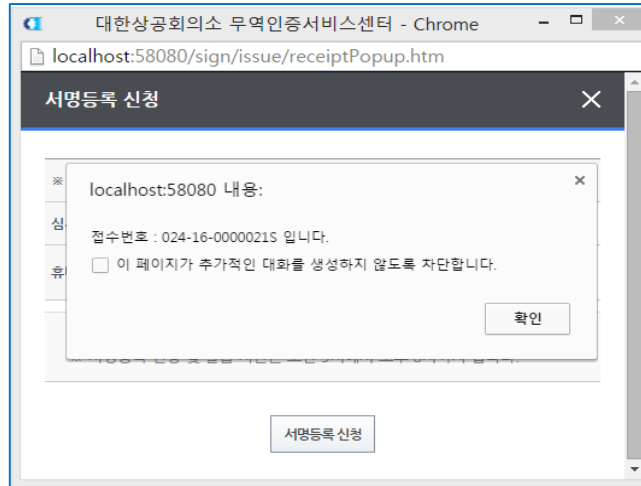 대한상공회의소 무역인증서비스센터 - Chrome
localhost:58080/sign/issue/receiptPopup.htm
서명등록 신청
※
localhost:58080 내용:
접수번호 : 024-16-0000021S 입니다.
이 페이지가 추가적인 대화를 생성하지 않도록 차단합니다.
확인
서명등록 신청